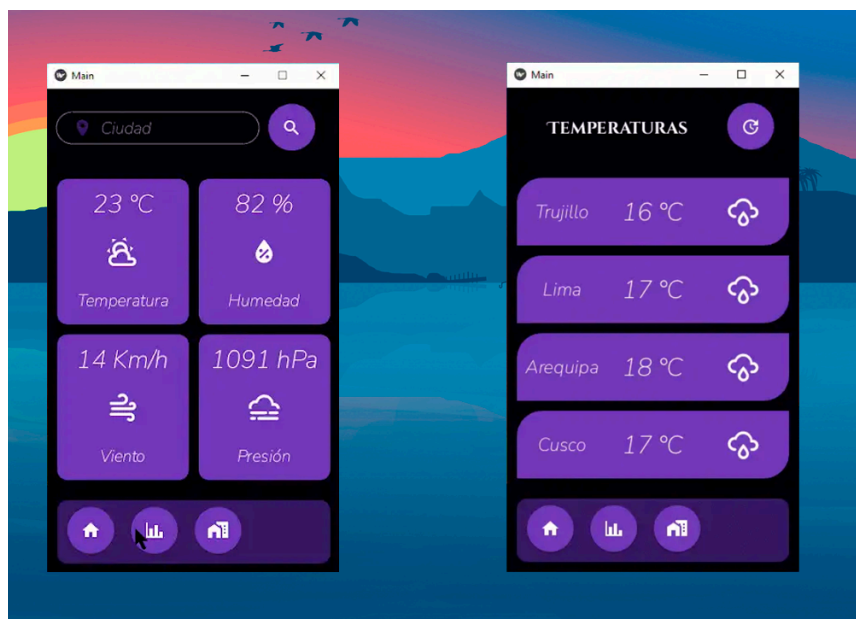 Main
Ciudad
23 °C
82 %
Temperatura
Humedad
14 Km/h
1091 hPa
Viento
Presión
Main
Temperaturas
Trujillo 16 °C
Lima 17 °C
Arequipa 18 °C
Cusco 17 °C